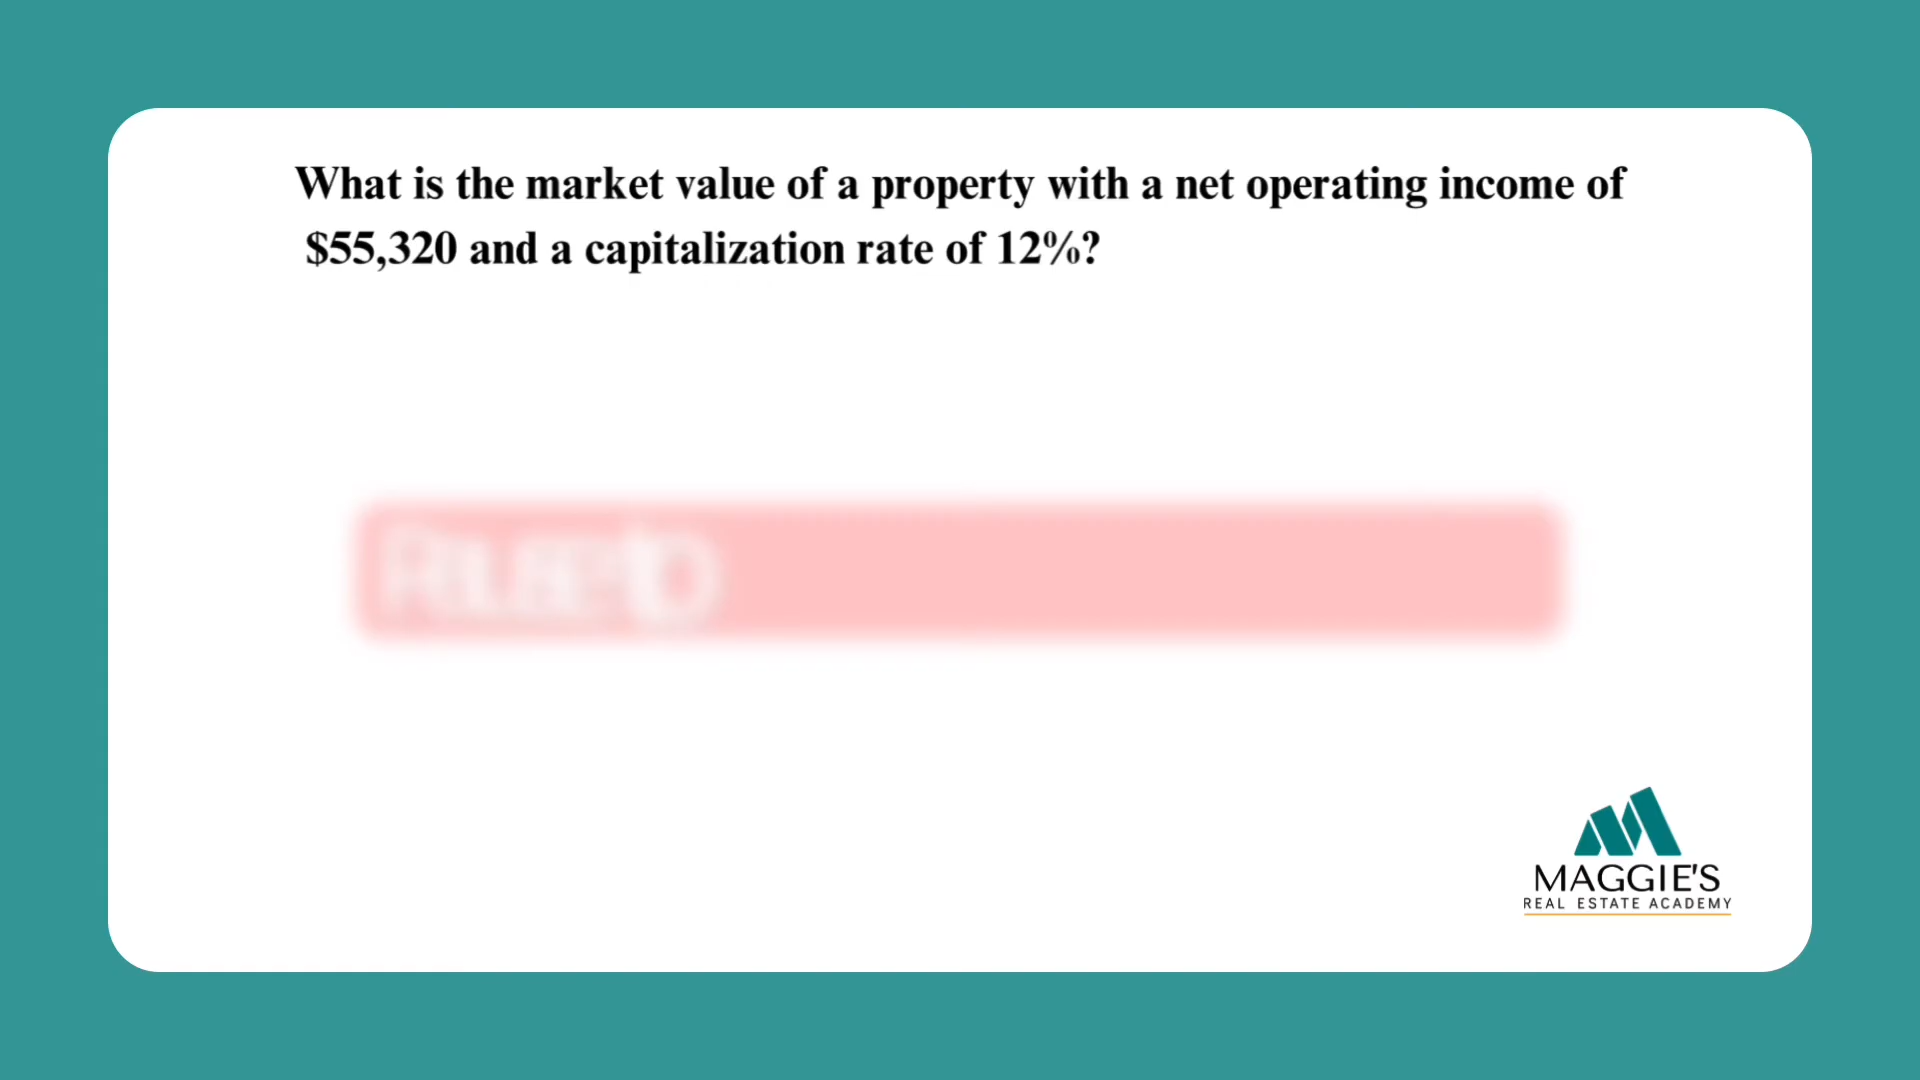 What is the market value of a property with a net operating income of
$55,320 and a capitalization rate of 12%?
MAGGIE'S
REAL ESTATE ACADEMY